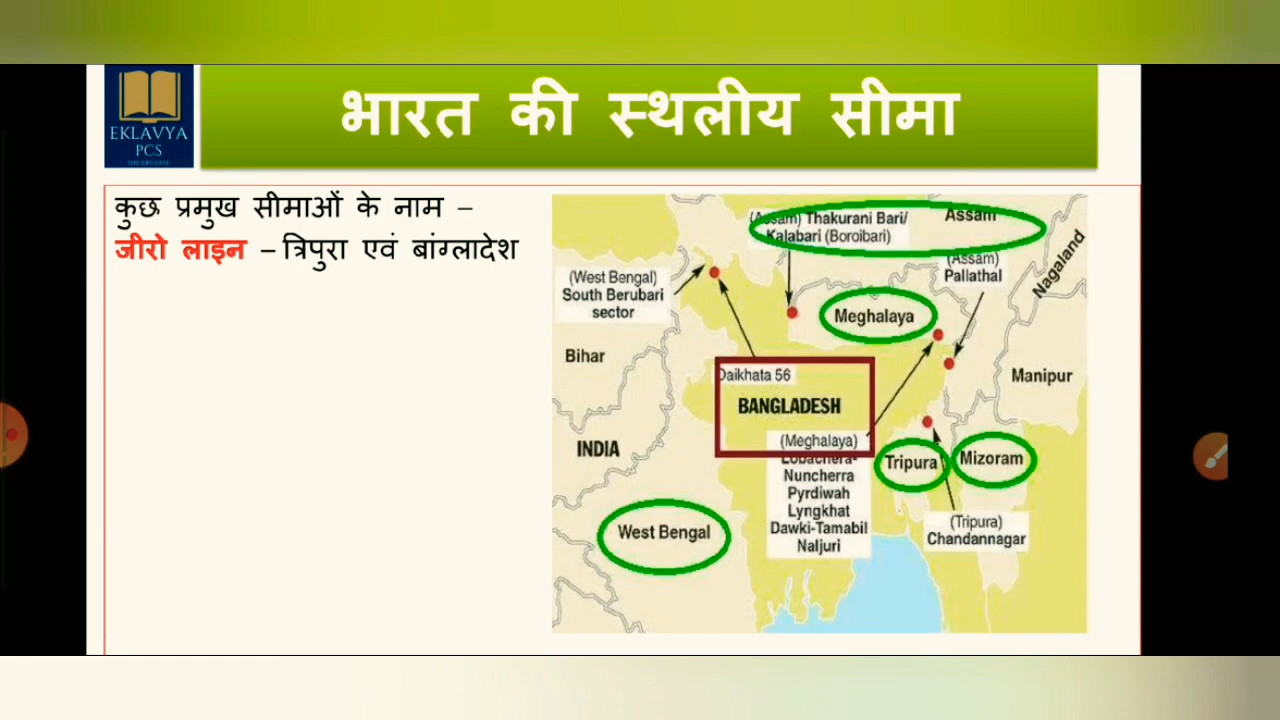 EKLAVYA
PCS
THE ERUDITE
भारत की स्थलीय सीमा
कुछ प्रमुख सीमाओं के नाम –
जीरो लाइन – त्रिपुरा एवं बांग्लादेश
(Assam) Thakurani Bari/
Kalabari (Boroibari)
Assam
(Assam)
Pallathal
Nagaland
(West Bengal)
South Berubari
sector
Meghalaya
Bihar
Daikhata 56
Manipur
BANGLADESH
INDIA
(Meghalaya)
Lobachera-
Nuncherra
Pyrdiwah
Lyngkhat
Dawki-Tamabil
Naljuri
Tripura
Mizoram
West Bengal
(Tripura)
Chandannagar